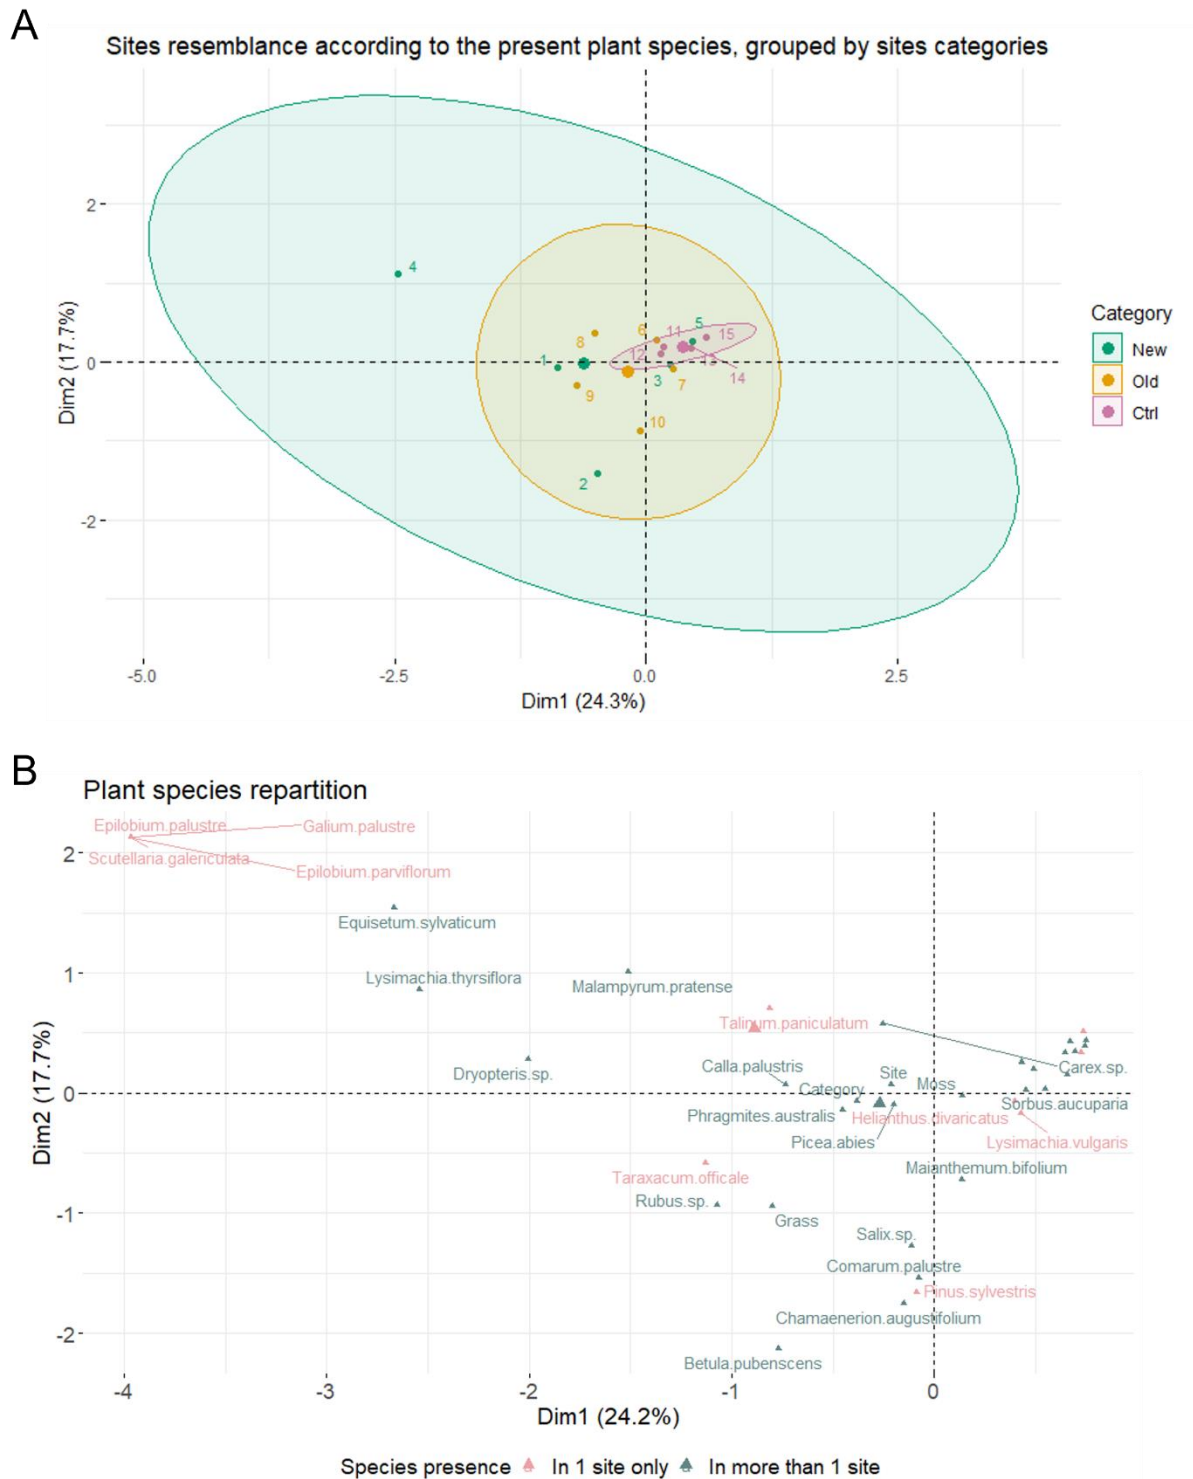 A
Sites resemblance according to the present plant species, grouped by sites categories
Dim2 (17.7%)
2
0
-2
4
8
6
11
5
15
1
12
3
13
14
9
7
10
2
-5.0
-2.5
0.0
2.5
Dim1 (24.3%)
Category
New
Old
Ctrl
B
Plant species repartition
Dim2 (17.7%)
2
1
0
-1
-2
Epilobium.palustre
Galium.palustre
Scutellaria.galericulata
Epilobium.parviflorum
Equisetum.sylvaticum
Lysimachia.thyrsiflora
Malampyrum.pratense
Talinum.paniculatum
Calla.palustris
Site
Carex.sp.
Dryopteris.sp.
Category
Moss
Sorbus.aucuparia
Phragmites.australis
Helianthus.divaricatus
Picea.abies
Lysimachia.vulgaris
Maianthemum.bifolium
Taraxacum.officale
Rubus.sp.
Grass
Salix.sp.
Comarum.palustre
Pinus.sylvestris
Chamaenerion.augustifolium
Betula.pubenscens
-4
-3
-2
-1
0
Dim1 (24.2%)
Species presence In 1 site only In more than 1 site